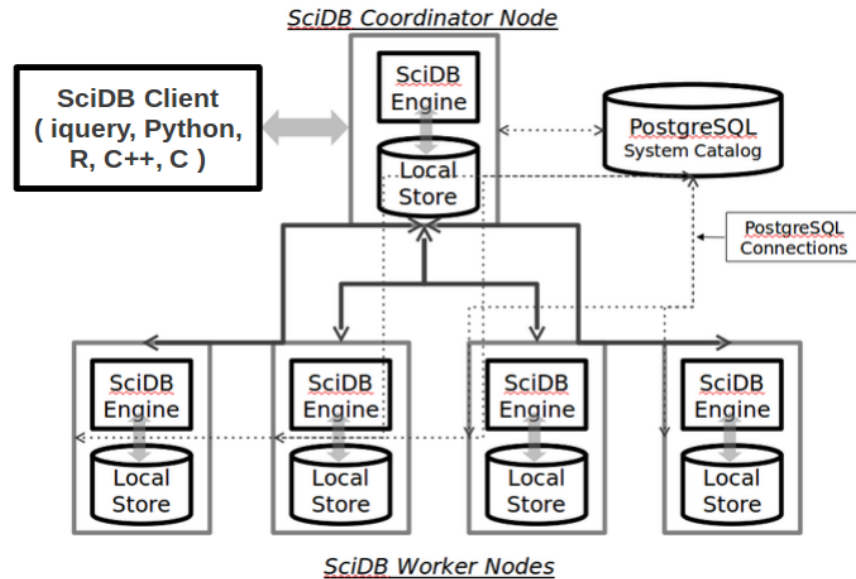 SciDB Coordinator Node
SciDB Client
( iquery, Python,
R, C++, C )
SciDB
Engine
Local
Store
PostgreSQL
System Catalog
PostgreSQL
Connections
SciDB
Engine
Local
Store
SciDB
Engine
Local
Store
SciDB
Engine
Local
Store
SciDB
Engine
Local
Store
SciDB Worker Nodes